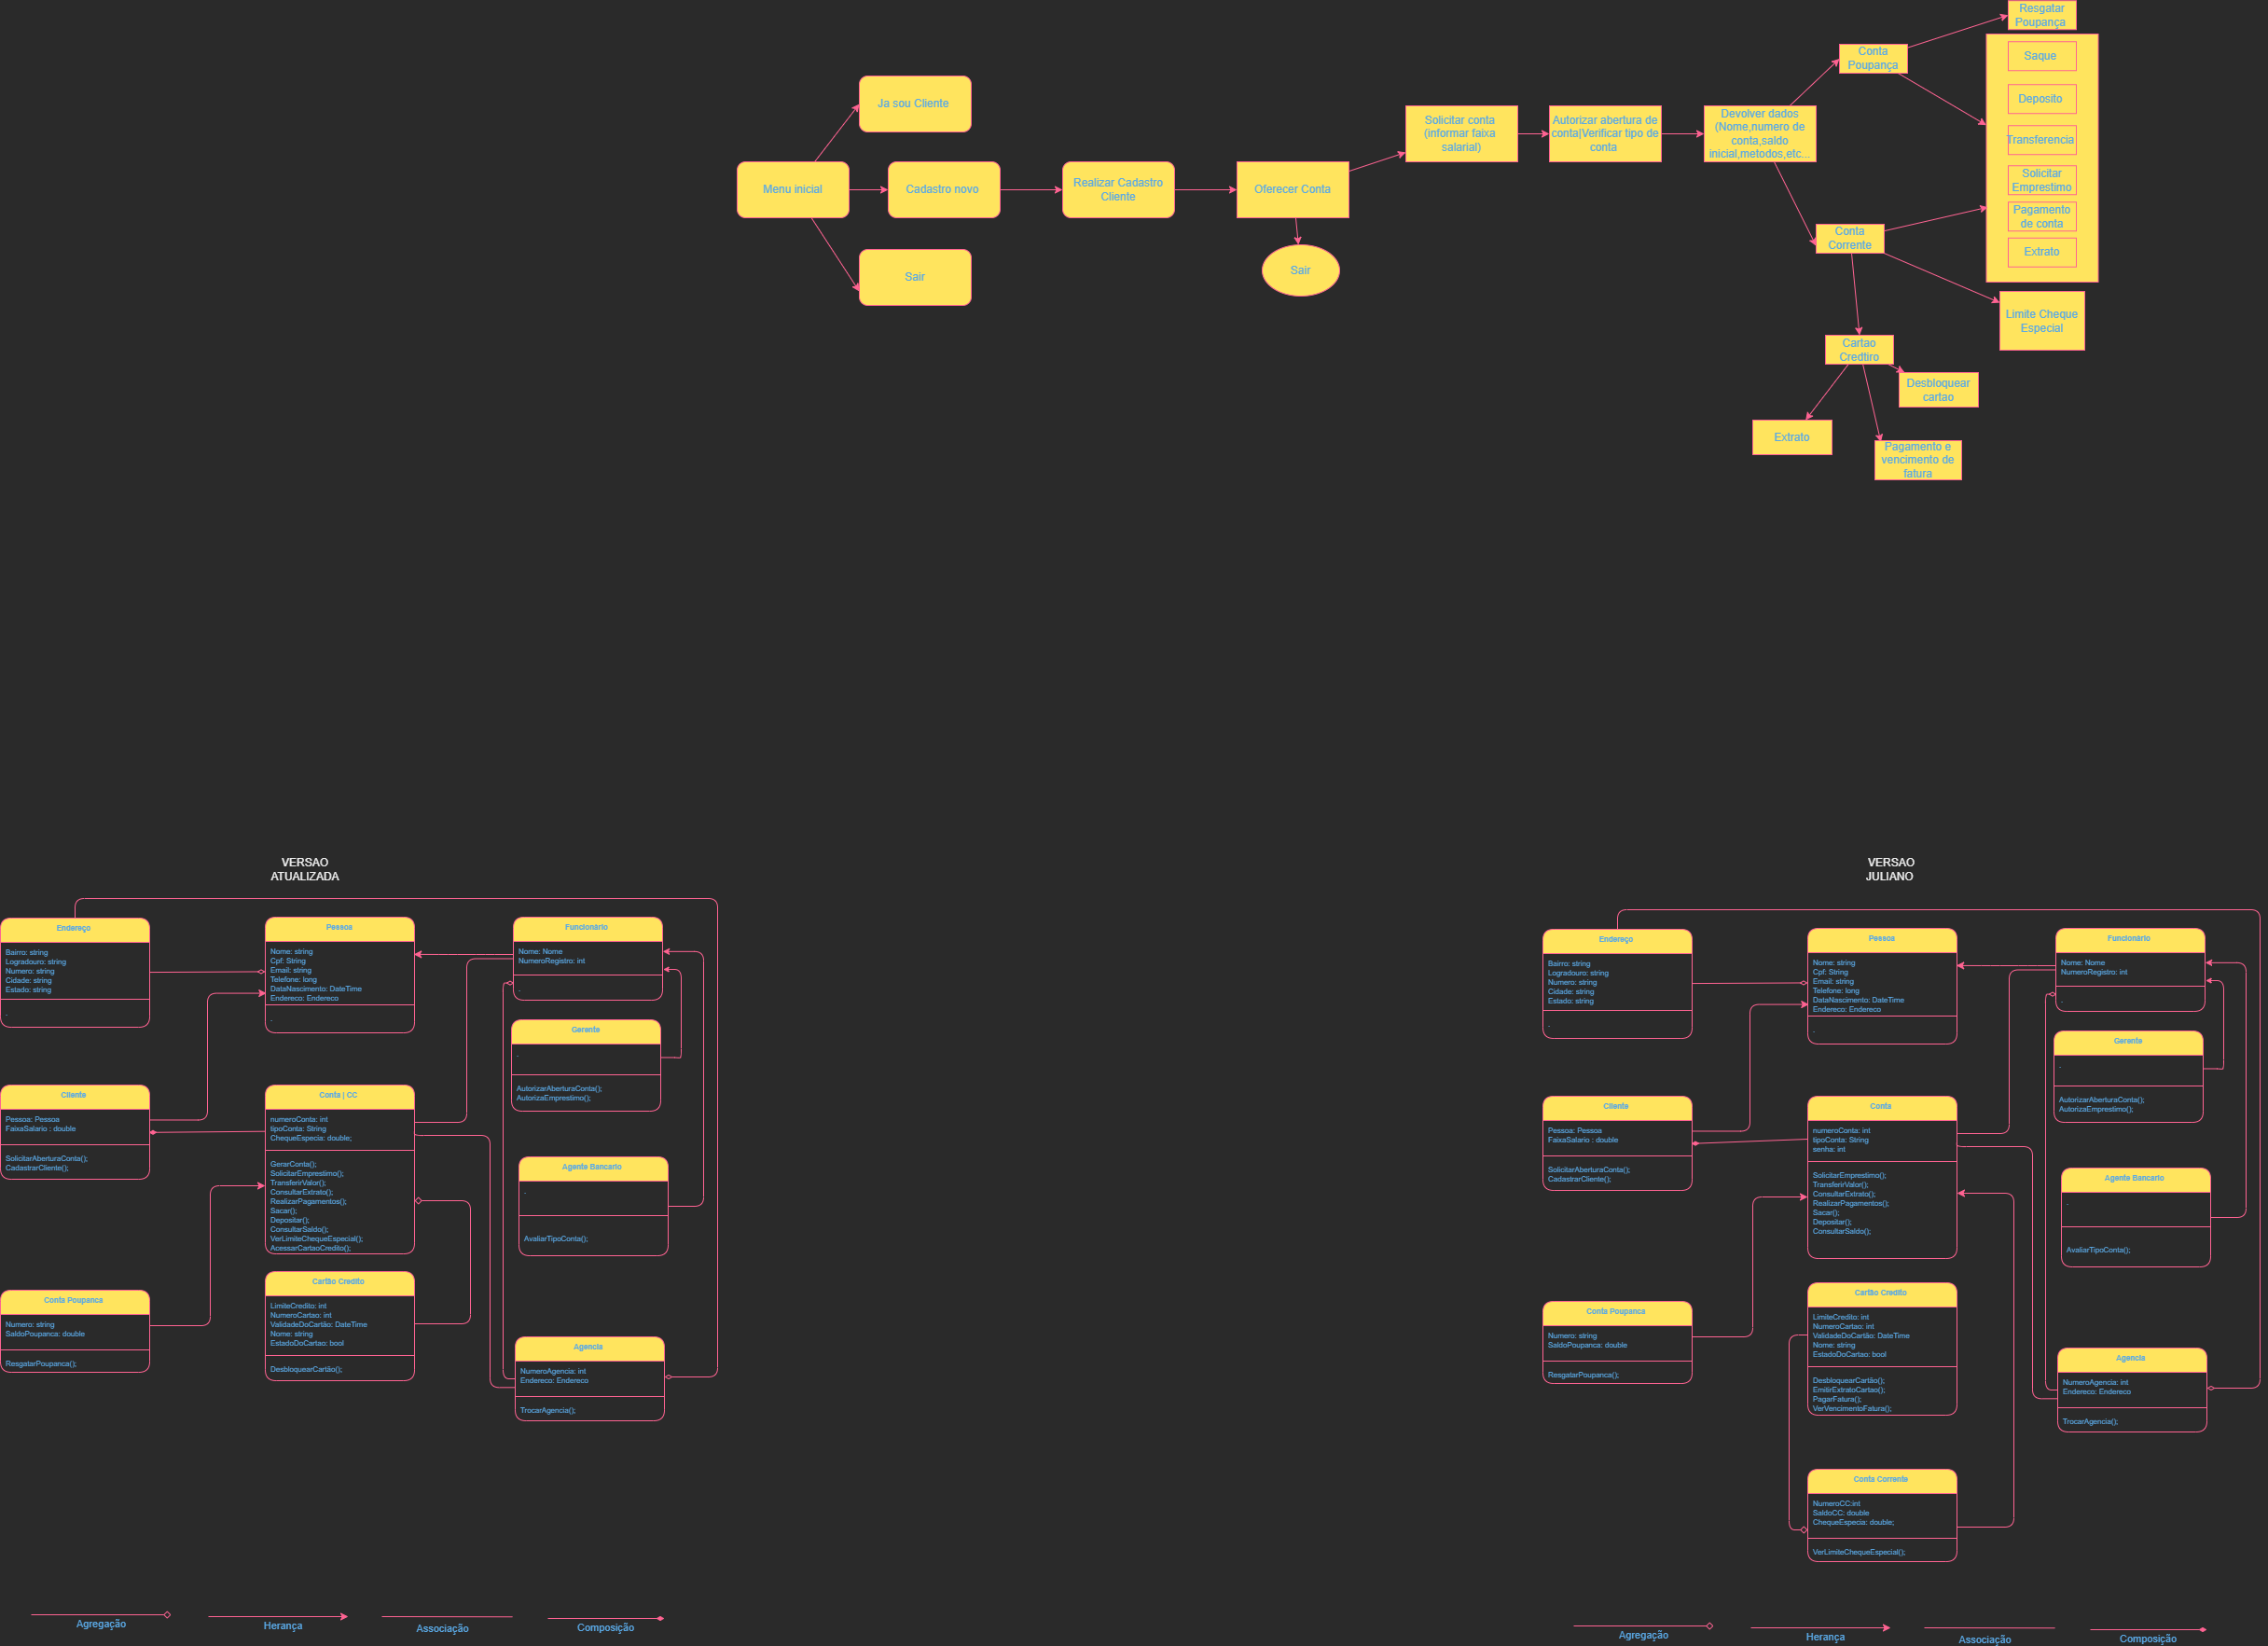 Resgatar
Poupança
Conta
Poupança
Saque
Deposito
Transferencia
Solicitar
Emprestimo
Pagamento
de conta
Extrato
Ja sou Cliente
Menu inicial
Cadastro novo
Realizar Cadastro
Cliente
Oferecer Conta
Sair
Sair
Solicitar conta
(informar faixa
salarial)
Autorizar abertura de
conta|Verificar tipo de
conta
Devolver dados
(Nome,numero de
conta,saldo
inicial,metodos,etc...
Conta
Corrente
Limite Cheque
Especial
Cartao
Credtiro
Desbloquear
cartao
Extrato
Pagamento e
vencimento de
fatura
VERSAO
ATUALIZADA
Endereço
Bairro: string
Logradouro: string
Numero: string
Cidade: string
Estado: string
.
Pessoa
Nome: string
Cpf: String
Email: string
Telefone: long
DataNascimento: DateTime
Endereco: Endereco
.
Funcionário
Nome: Nome
NumeroRegistro: int
.
Gerente
.
AutorizarAberturaConta();
AutorizaEmprestimo();
Cliente
Pessoa: Pessoa
FaixaSalario : double
SolicitarAberturaConta();
CadastrarCliente();
Conta | CC
numeroConta: int
tipoConta: String
ChequeEspecia: double;
GerarConta();
SolicitarEmprestimo();
TransferirValor();
ConsultarExtrato();
RealizarPagamentos();
Sacar();
Depositar();
ConsultarSaldo();
VerLimiteChequeEspecial();
AcessarCartaoCredito();
Agente Bancario
.
AvaliarTipoConta();
Conta Poupanca
Numero: string
SaldoPoupanca: double
ResgatarPoupanca();
Cartão Credito
LimiteCredito: int
NumeroCartao: int
ValidadeDoCartão: DateTime
Nome: string
EstadoDoCartao: bool
DesbloquearCartão();
Agencia
NumeroAgencia: int
Endereco: Endereco
TrocarAgencia();
Agregação
Herança
Associação
Composição
VERSAO
JULIANO
Endereço
Bairro: string
Logradouro: string
Numero: string
Cidade: string
Estado: string
.
Pessoa
Nome: string
Cpf: String
Email: string
Telefone: long
DataNascimento: DateTime
Endereco: Endereco
.
Funcionário
Nome: Nome
NumeroRegistro: int
.
Gerente
.
AutorizarAberturaConta();
AutorizaEmprestimo();
Cliente
Pessoa: Pessoa
FaixaSalario : double
SolicitarAberturaConta();
CadastrarCliente();
Conta
numeroConta: int
tipoConta: String
senha: int
SolicitarEmprestimo();
TransferirValor();
ConsultarExtrato();
RealizarPagamentos();
Sacar();
Depositar();
ConsultarSaldo();
Agente Bancario
.
AvaliarTipoConta();
Conta Poupanca
Numero: string
SaldoPoupanca: double
ResgatarPoupanca();
Cartão Credito
LimiteCredito: int
NumeroCartao: int
ValidadeDoCartão: DateTime
Nome: string
EstadoDoCartao: bool
DesbloquearCartão();
EmitirExtratoCartao();
PagarFatura();
VerVencimentoFatura();
Agencia
NumeroAgencia: int
Endereco: Endereco
TrocarAgencia();
Conta Corrente
NumeroCC:int
SaldoCC: double
ChequeEspecia: double;
VerLimiteChequeEspecial();
Agregação
Herança
Associação
Composição